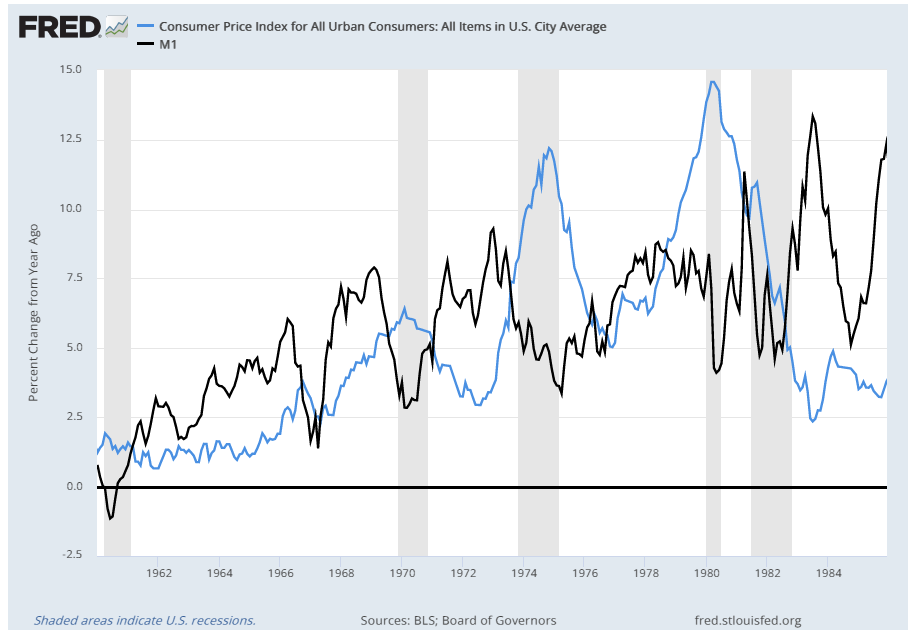 FRED
Consumer Price Index for All Urban Consumers: All Items in U.S. City Average
M1
Percent Change from Year Ago
15.0
12.5
10.0
7.5
5.0
2.5
0.0
-2.5
1962 1964 1966 1968 1970 1972 1974 1976 1978 1980 1982 1984
Shaded areas indicate U.S. recessions. Sources: BLS; Board of Governors fred.stlouisfed.org